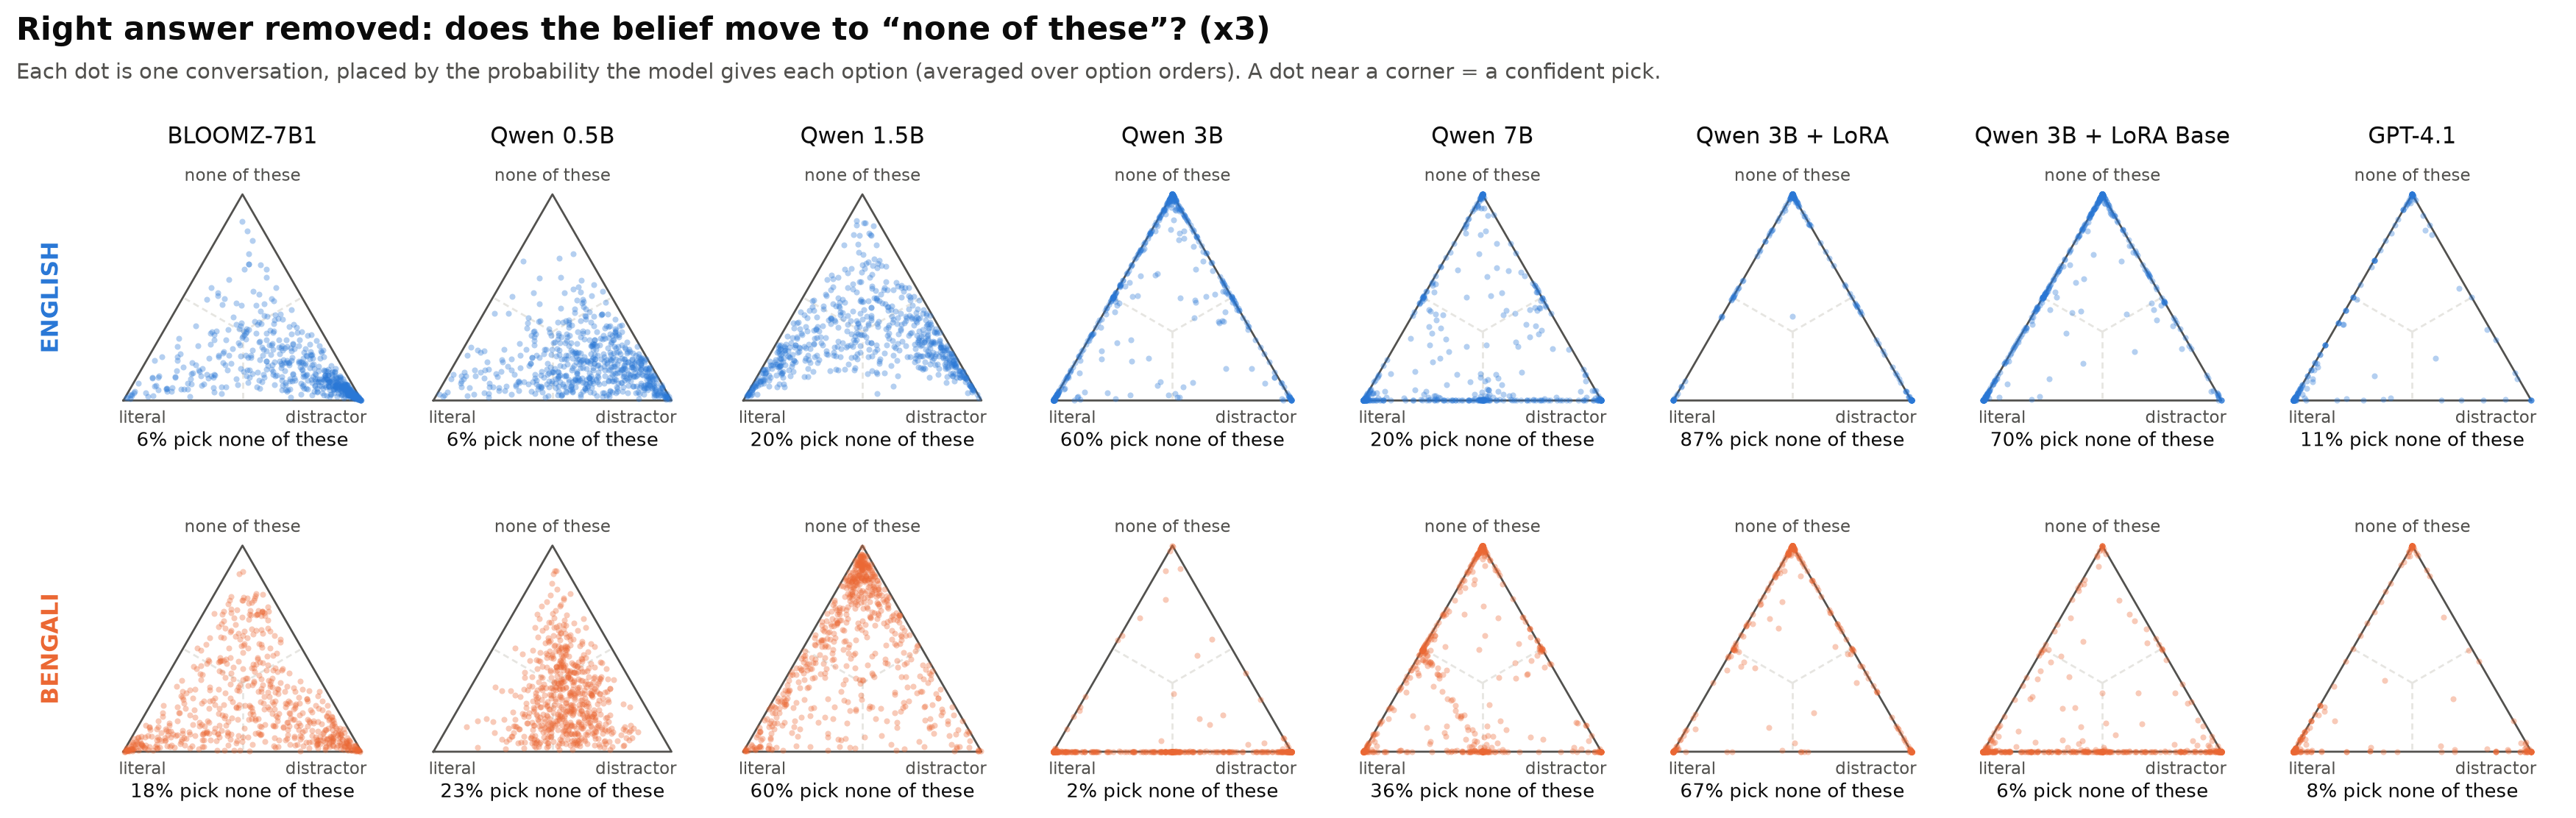 Right answer removed: does the belief move to “none of these”? (x3)
Each dot is one conversation, placed by the probability the model gives each option (averaged over option orders). A dot near a corner = a confident pick.
BLOOMZ-7B1 Qwen 0.5B Qwen 1.5B Qwen 3B Qwen 7B Qwen 3B + LoRA Qwen 3B + LoRA Base GPT-4.1
none of these none of these none of these none of these none of these none of these none of these none of these
ENGLISH
literal distractor literal distractor literal distractor literal distractor literal distractor literal distractor literal distractor literal distractor
6% pick none of these 6% pick none of these 20% pick none of these 60% pick none of these 20% pick none of these 87% pick none of these 70% pick none of these 11% pick none of these
none of these none of these none of these none of these none of these none of these none of these none of these
BENGALI
literal distractor literal distractor literal distractor literal distractor literal distractor literal distractor literal distractor literal distractor
18% pick none of these 23% pick none of these 60% pick none of these 2% pick none of these 36% pick none of these 67% pick none of these 6% pick none of these 8% pick none of these